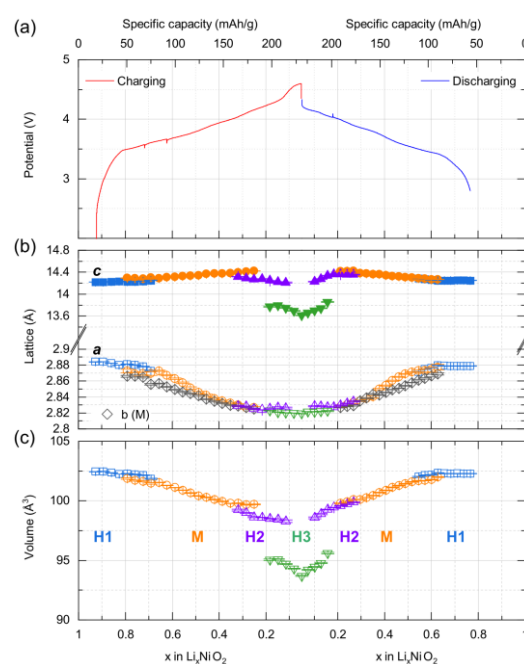 (a)
Specific capacity (mAh/g) Specific capacity (mAh/g)
0 50 100 150 200 200 150 100 50 0
Charging Discharging
5
4
3
Potential (V)
(b)
14.8
14.4
14
13.6
2.9
2.88
2.86
2.84
2.82
2.8
Lattice (Å)
c
a
b (M)
(c)
105
100
95
90
Volume (Å³)
H1 M H2 H3 H2 M H1
1 0.8 0.6 0.4 0.2 0.2 0.4 0.6 0.8 1
x in LiₓNiO₂ x in LiₓNiO₂